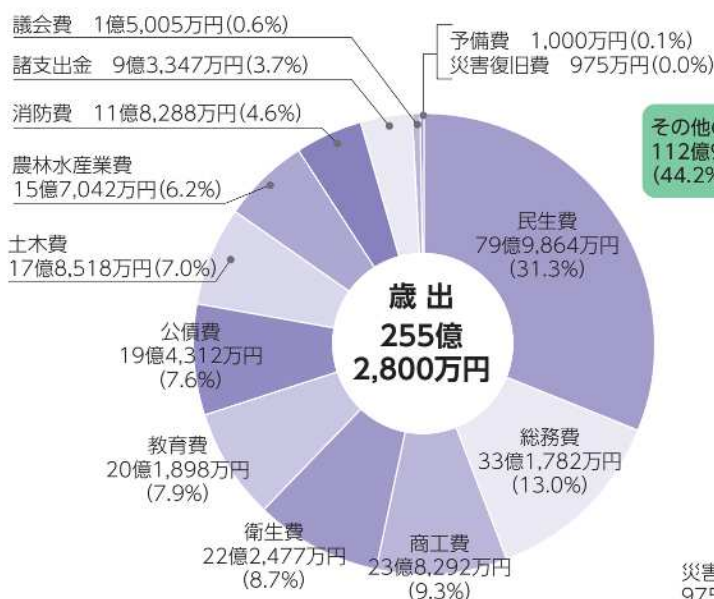 議会費 1億5,005万円(0.6%)
諸支出金 9億3,347万円(3.7%)
消防費 11億8,288万円(4.6%)
農林水産業費
15億7,042万円(6.2%)
土木費
17億8,518万円(7.0%)
公債費
19億4,312万円
(7.6%)
教育費
20億1,898万円
(7.9%)
衛生費
22億2,477万円
(8.7%)
商工費
23億8,292万円
(9.3%)
総務費
33億1,782万円
(13.0%)
民生費
79億9,864万円
(31.3%)
予備費 1,000万円(0.1%)
災害復旧費 975万円(0.0%)
歳出
255億
2,800万円
その他の
112億9
(44.2%
災害
975